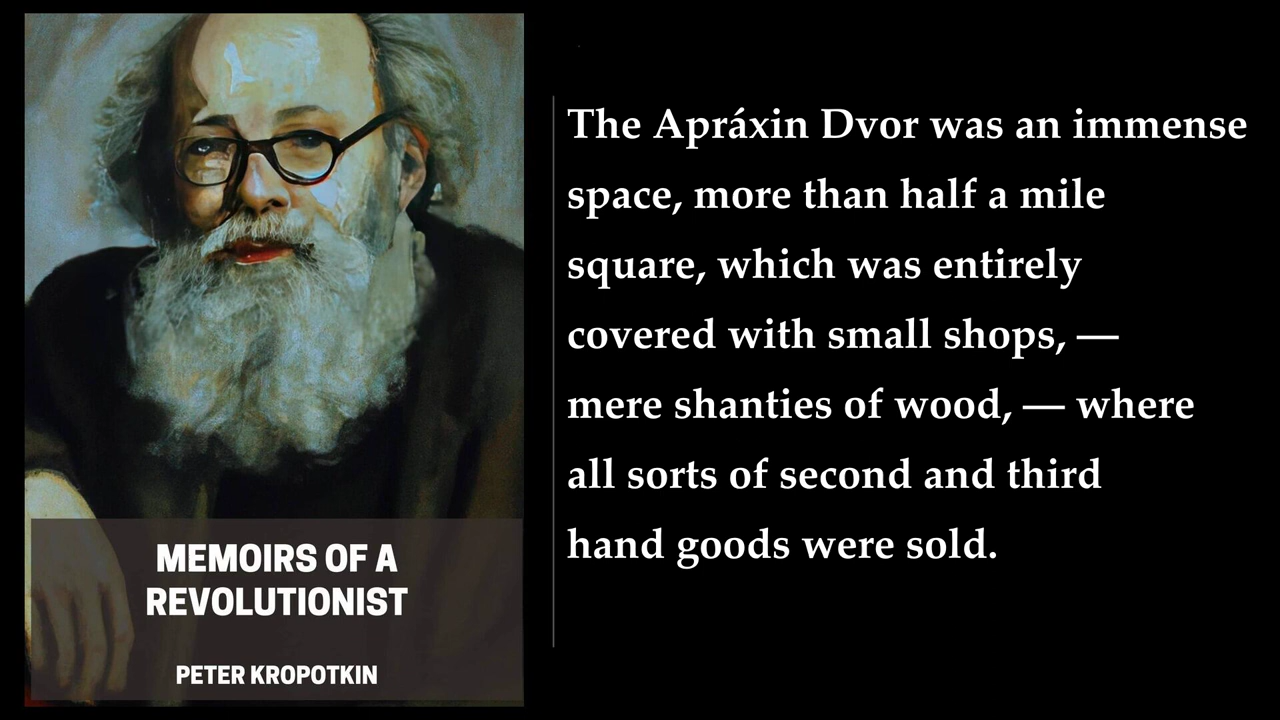 MEMOIRS OF A
REVOLUTIONIST
PETER KROPOTKIN
The Apráxin Dvor was an immense
space, more than half a mile
square, which was entirely
covered with small shops, —
mere shanties of wood, — where
all sorts of second and third
hand goods were sold.